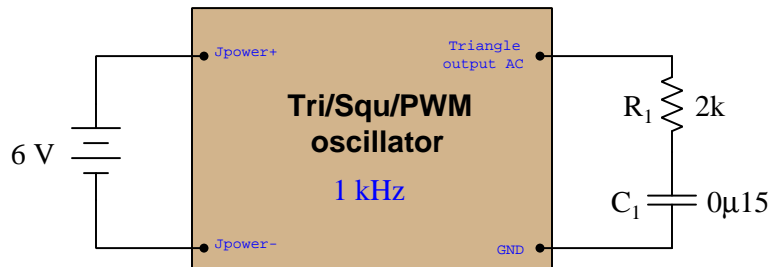 Jpower+
Triangle
output AC
Tri/Squ/PWM
oscillator
R1
2k
6 V
1 kHz
C1
0µ15
Jpower-
GND